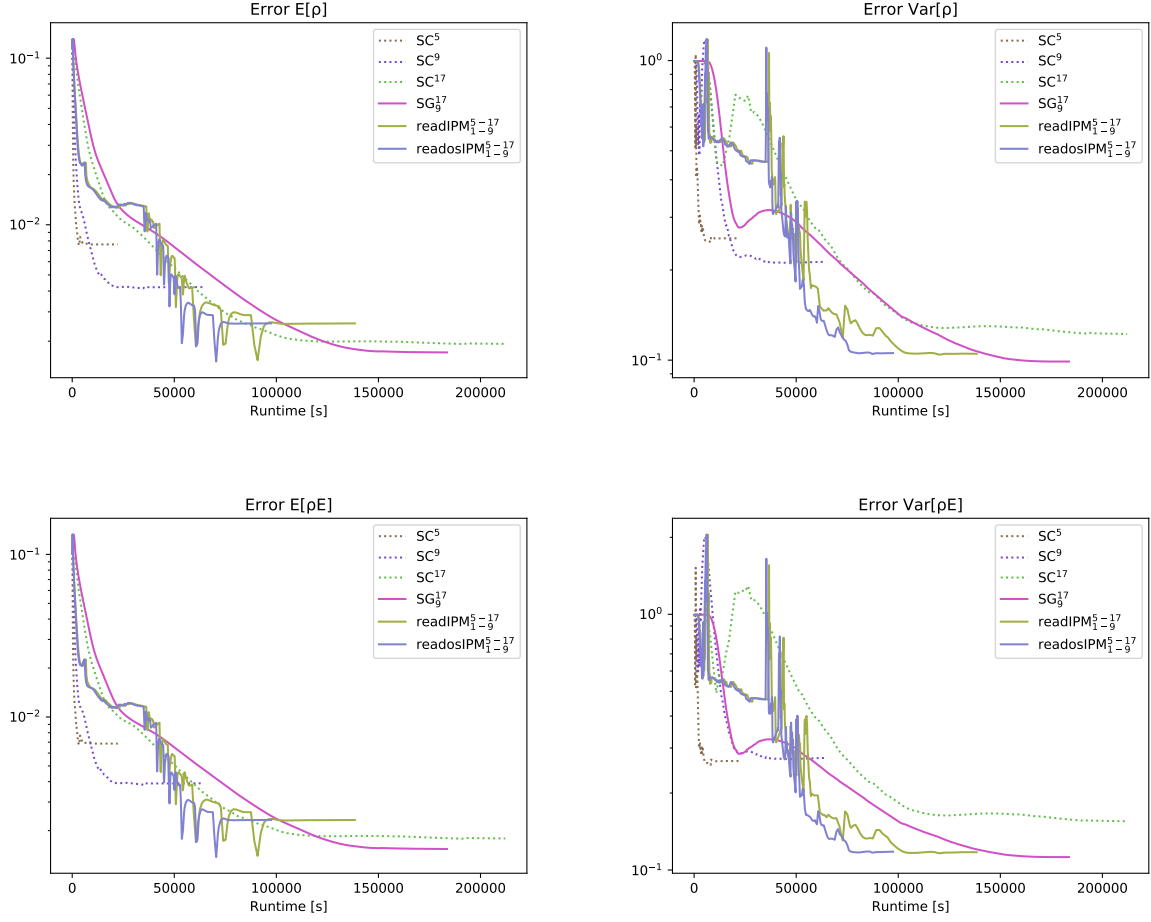 Error E[ρ]
10⁻¹
10⁻²
0 50000 100000 150000 200000
Runtime [s]
SC⁵
SC⁹
SC¹⁷
SG₉¹⁷
readIPM₁₋₉⁵⁻¹⁷
readosIPM₁₋₉⁵⁻¹⁷
Error Var[ρ]
10⁰
10⁻¹
0 50000 100000 150000 200000
Runtime [s]
SC⁵
SC⁹
SC¹⁷
SG₉¹⁷
readIPM₁₋₉⁵⁻¹⁷
readosIPM₁₋₉⁵⁻¹⁷
Error E[ρE]
10⁻¹
10⁻²
0 50000 100000 150000 200000
Runtime [s]
SC⁵
SC⁹
SC¹⁷
SG₉¹⁷
readIPM₁₋₉⁵⁻¹⁷
readosIPM₁₋₉⁵⁻¹⁷
Error Var[ρE]
10⁰
10⁻¹
0 50000 100000 150000 200000
Runtime [s]
SC⁵
SC⁹
SC¹⁷
SG₉¹⁷
readIPM₁₋₉⁵⁻¹⁷
readosIPM₁₋₉⁵⁻¹⁷